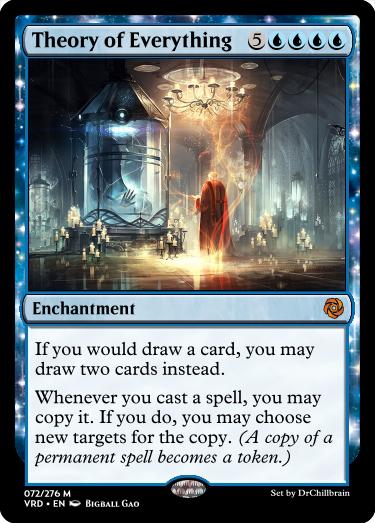 Theory of Everything 5
Enchantment
If you would draw a card, you may
draw two cards instead.
Whenever you cast a spell, you may
copy it. If you do, you may choose
new targets for the copy. (A copy of a
permanent spell becomes a token.)
072/276 M
VRD • EN BIGBALL GAO
Set by DrChillbrain